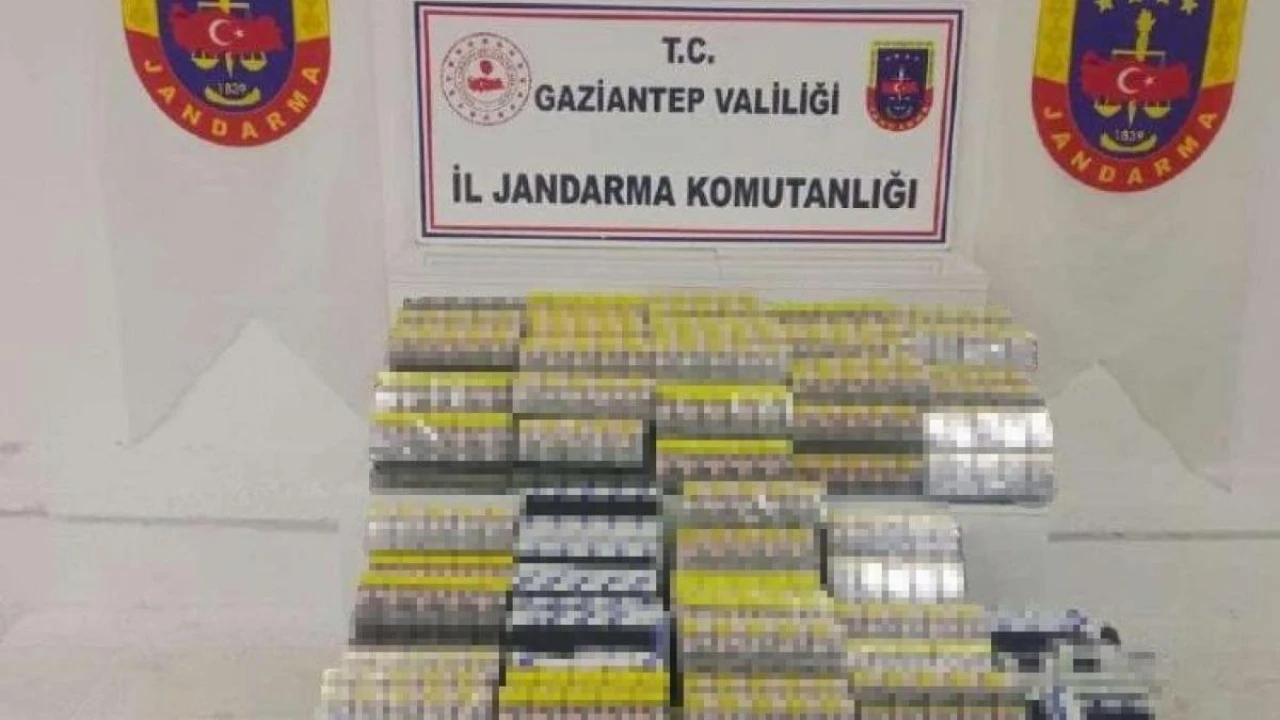 T.C.
GAZİANTEP VALİLİĞİ
İL JANDARMA KOMUTANLIĞI
1839
JANDARMA
1839
JANDARMA